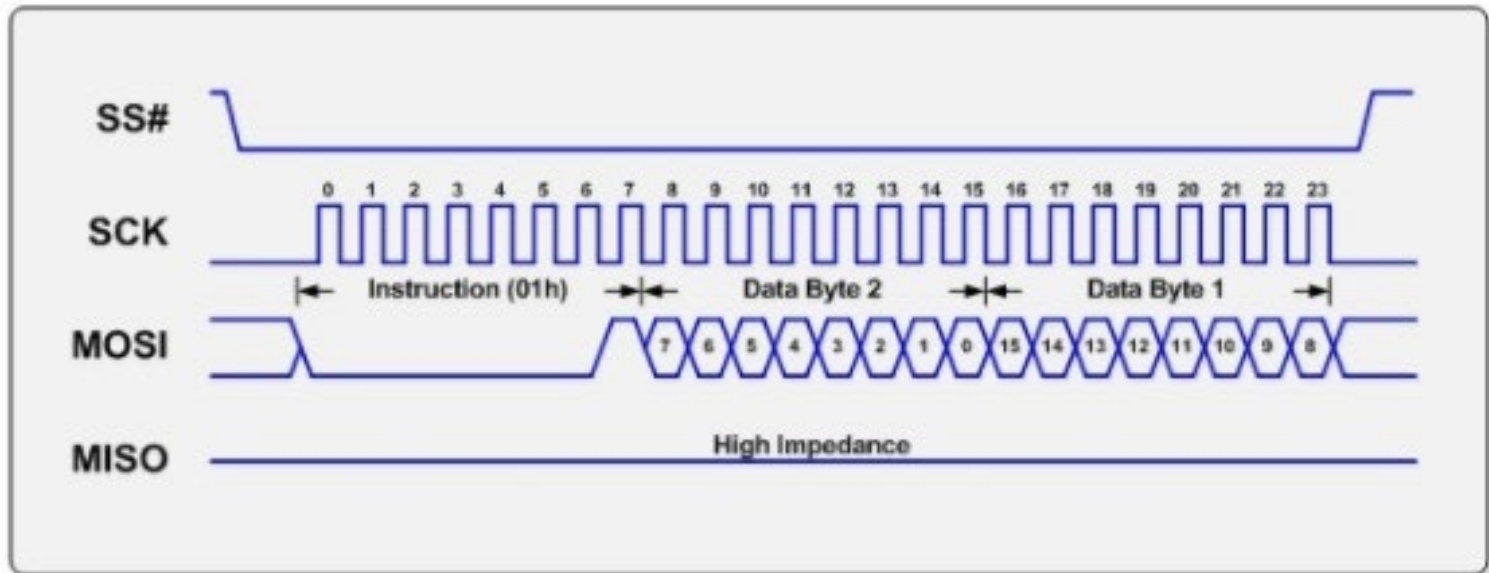 SS#
0 1 2 3 4 5 6 7 8 9 10 11 12 13 14 15 16 17 18 19 20 21 22 23
SCK
Instruction (01h) Data Byte 2 Data Byte 1
MOSI 7 6 5 4 3 2 1 0 15 14 13 12 11 10 9 8
MISO High Impedance